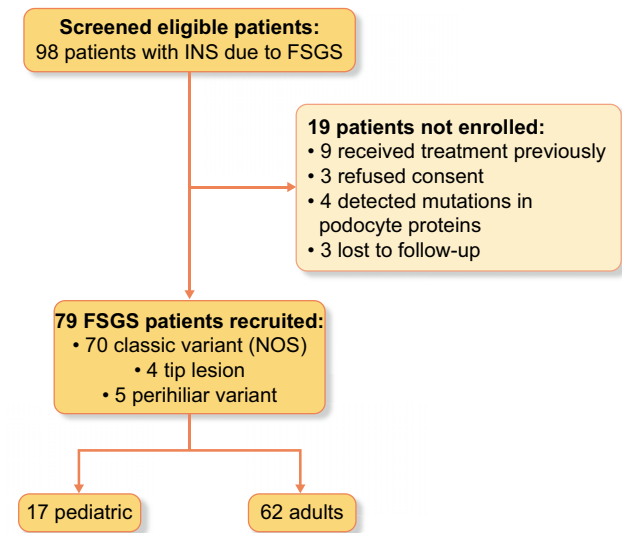 Screened eligible patients:
98 patients with INS due to FSGS
19 patients not enrolled:
• 9 received treatment previously
• 3 refused consent
• 4 detected mutations in
podocyte proteins
• 3 lost to follow-up
79 FSGS patients recruited:
• 70 classic variant (NOS)
• 4 tip lesion
• 5 perihiliar variant
17 pediatric
62 adults